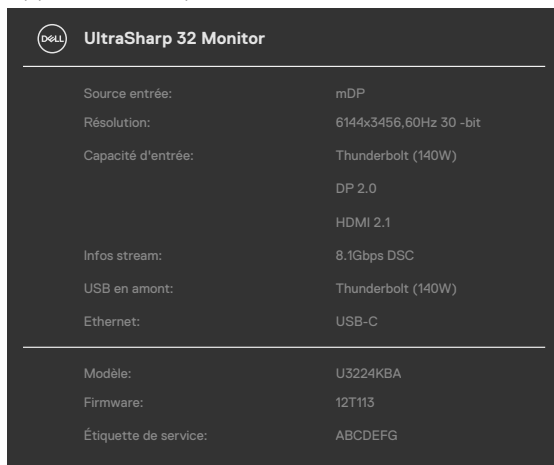 DELL UltraSharp 32 Monitor
Source entrée: mDP
Résolution: 6144x3456,60Hz 30 -bit
Capacité d'entrée: Thunderbolt (140W)
DP 2.0
HDMI 2.1
Infos stream: 8.1Gbps DSC
USB en amont: Thunderbolt (140W)
Ethernet: USB-C
Modèle: U3224KBA
Firmware: 12T113
Étiquette de service: ABCDEFG